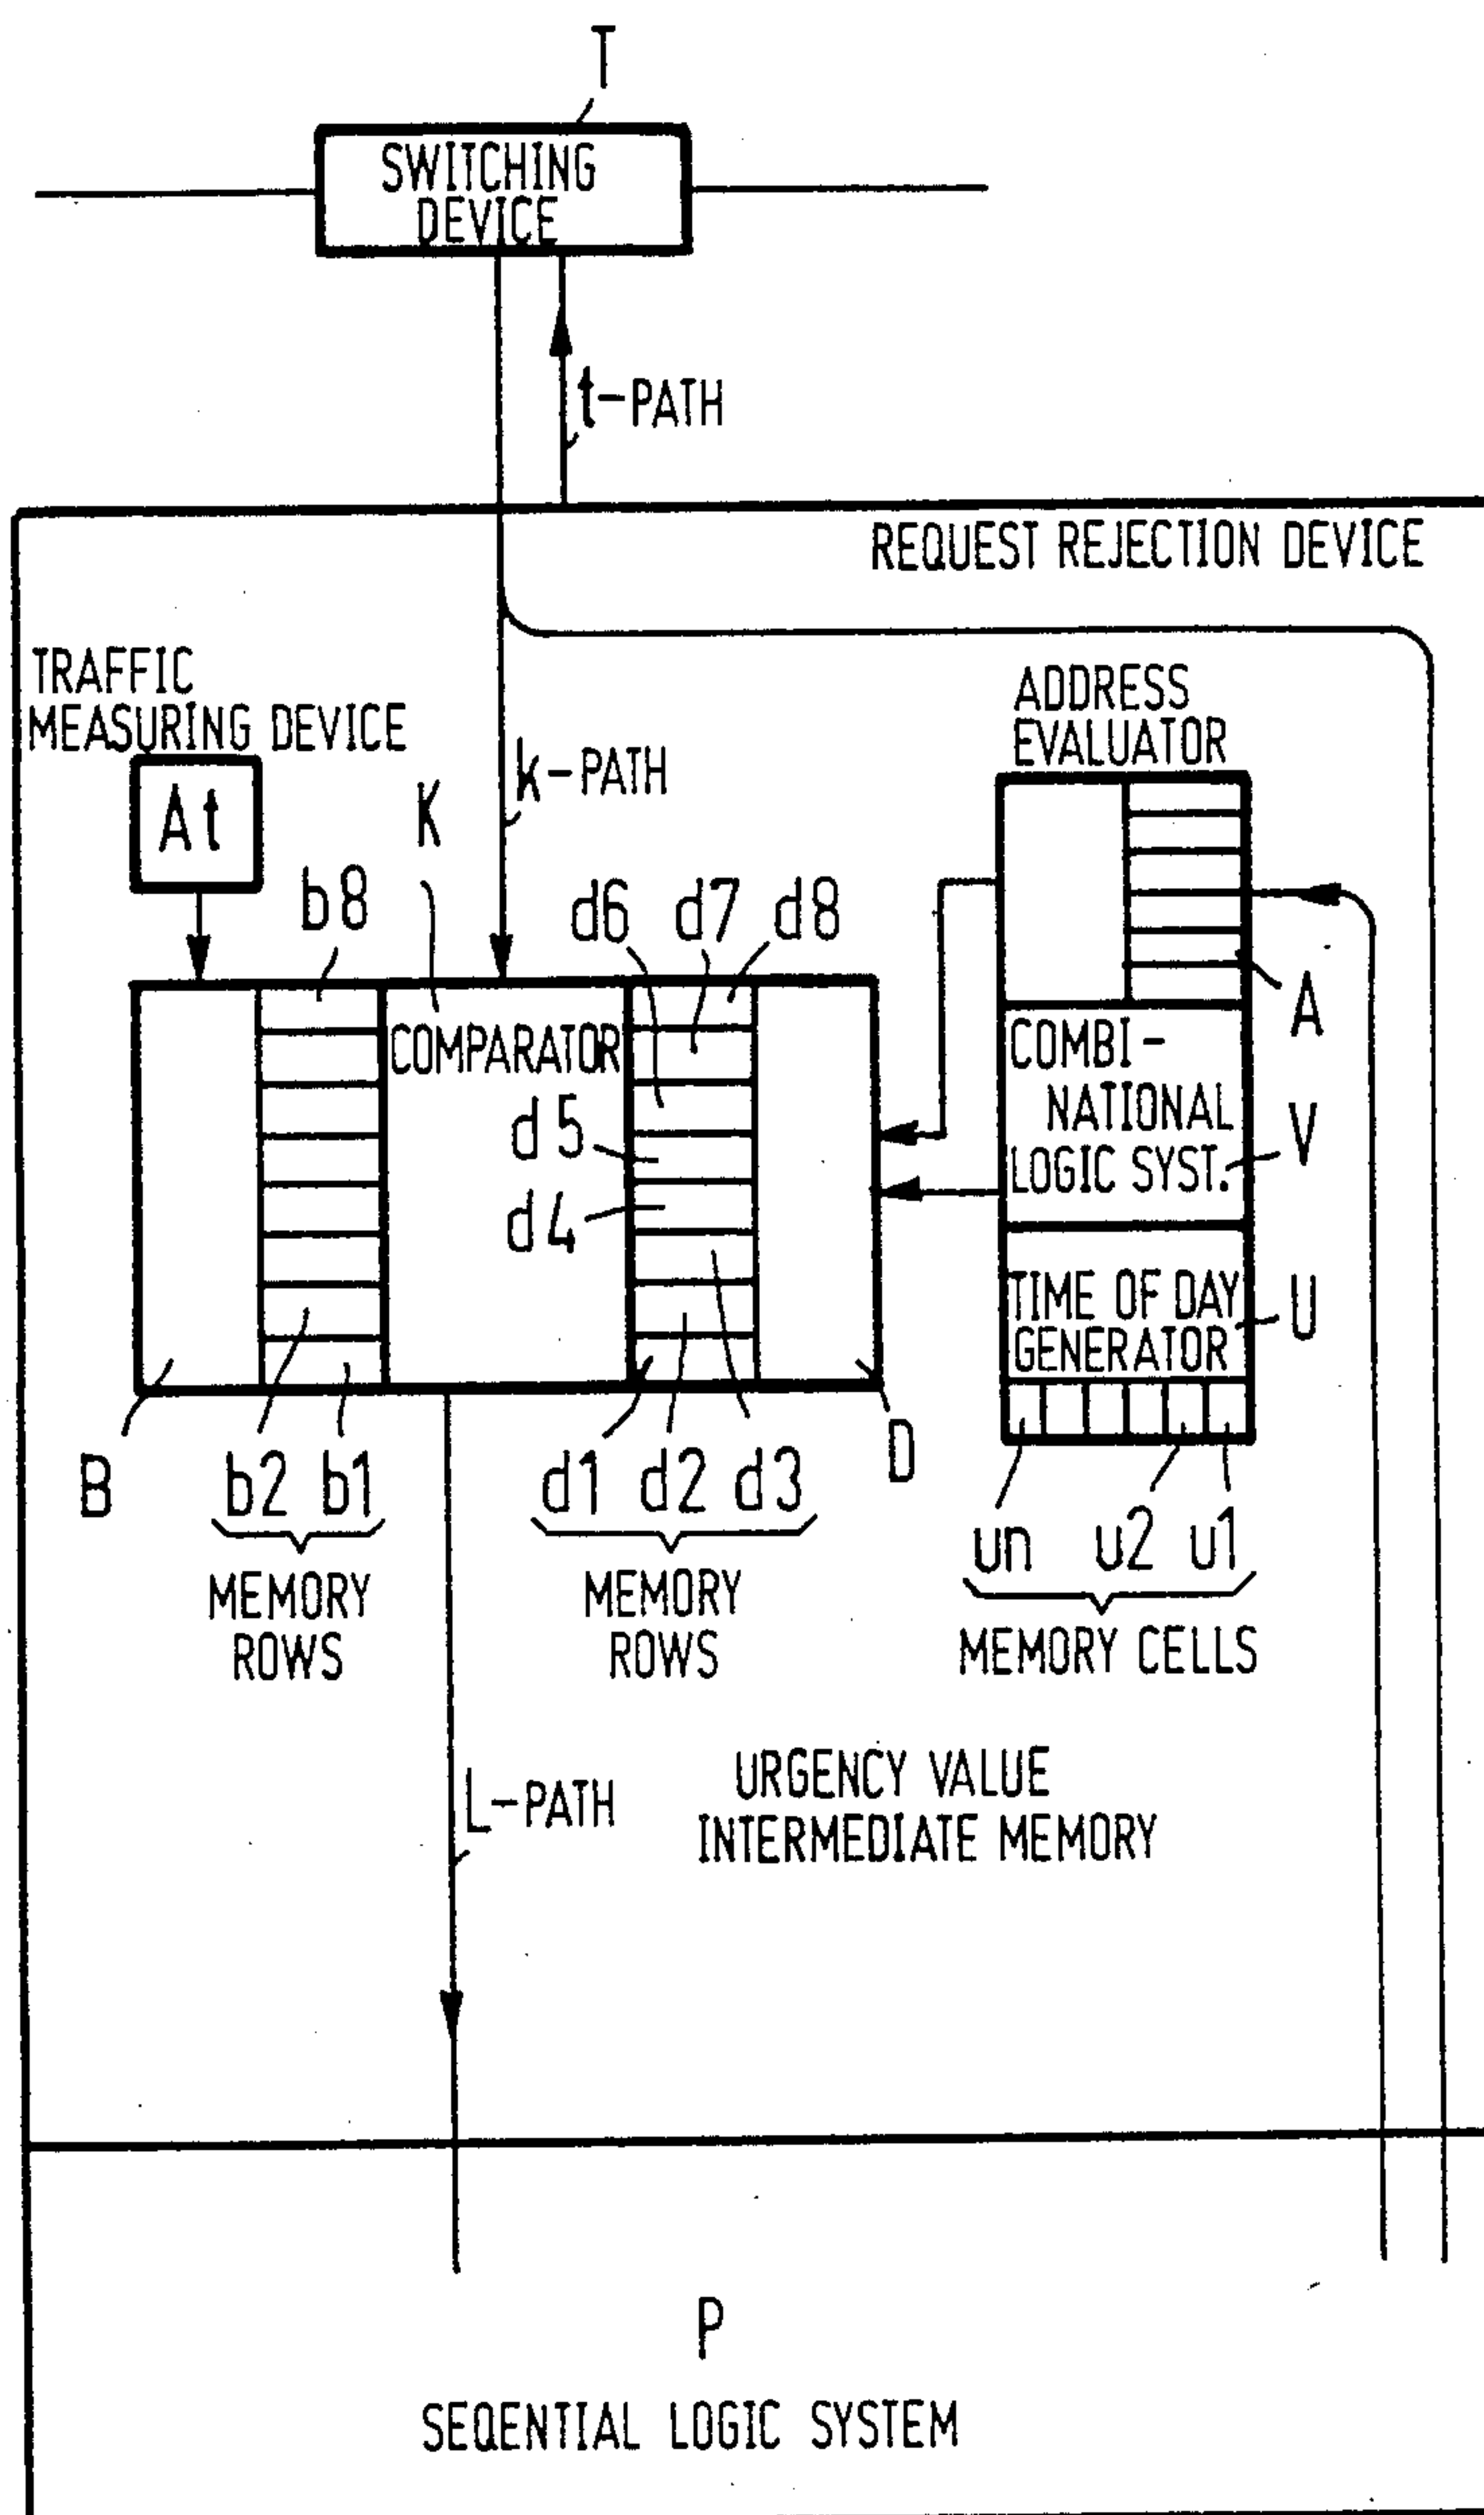 T
SWITCHING
DEVICE
t-PATH
REQUEST REJECTION DEVICE
TRAFFIC
MEASURING DEVICE
ADDRESS
EVALUATOR
At
K
k-PATH
b8
d6 d7 d8
A
COMPARATOR
COMBI-
NATIONAL
LOGIC SYST.
V
d5
d4
TIME OF DAY
GENERATOR
U
B
b2 b1
d1 d2 d3
D
un u2 u1
MEMORY
ROWS
MEMORY
ROWS
MEMORY CELLS
L-PATH
URGENCY VALUE
INTERMEDIATE MEMORY
P
SEQENTIAL LOGIC SYSTEM